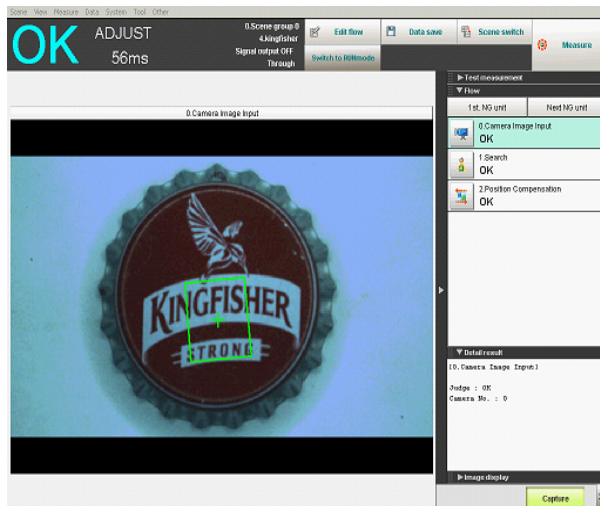 Scene View Measure Data System Tool Other
OK
ADJUST
56ms
0.Scene group 0
4.kingfisher
Signal output OFF
Through
Edit flow
Data save
Scene switch
Switch to RUNmode
Measure
Test measurement
Flow
1st. NG unit
Next NG unit
0.Camera Image Input
0.Camera Image Input
OK
1.Search
OK
2.Position Compensation
OK
KINGFISHER
STRONG
Detail result
[0.Camera Image Input]
Judge : OK
Camera No. : 0
Image display
Capture